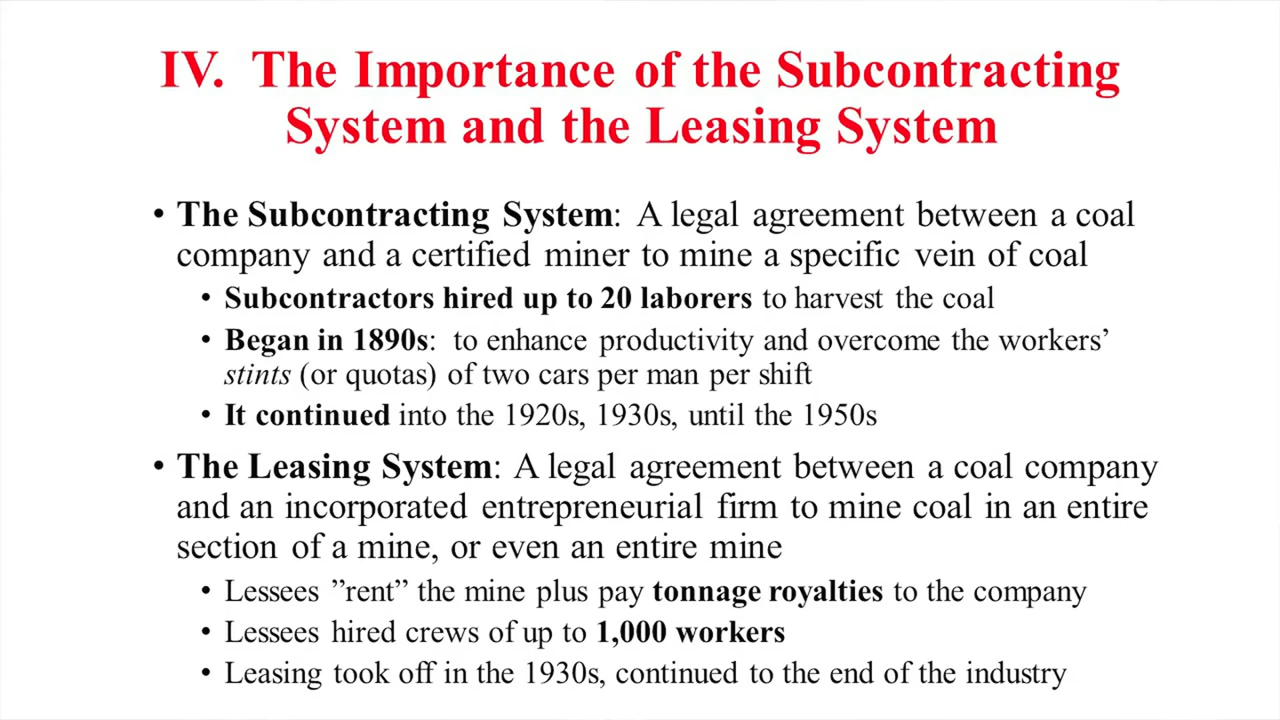 IV. The Importance of the Subcontracting
System and the Leasing System
• The Subcontracting System: A legal agreement between a coal
company and a certified miner to mine a specific vein of coal
• Subcontractors hired up to 20 laborers to harvest the coal
• Began in 1890s: to enhance productivity and overcome the workers’
stints (or quotas) of two cars per man per shift
• It continued into the 1920s, 1930s, until the 1950s
• The Leasing System: A legal agreement between a coal company
and an incorporated entrepreneurial firm to mine coal in an entire
section of a mine, or even an entire mine
• Lessees ”rent” the mine plus pay tonnage royalties to the company
• Lessees hired crews of up to 1,000 workers
• Leasing took off in the 1930s, continued to the end of the industry